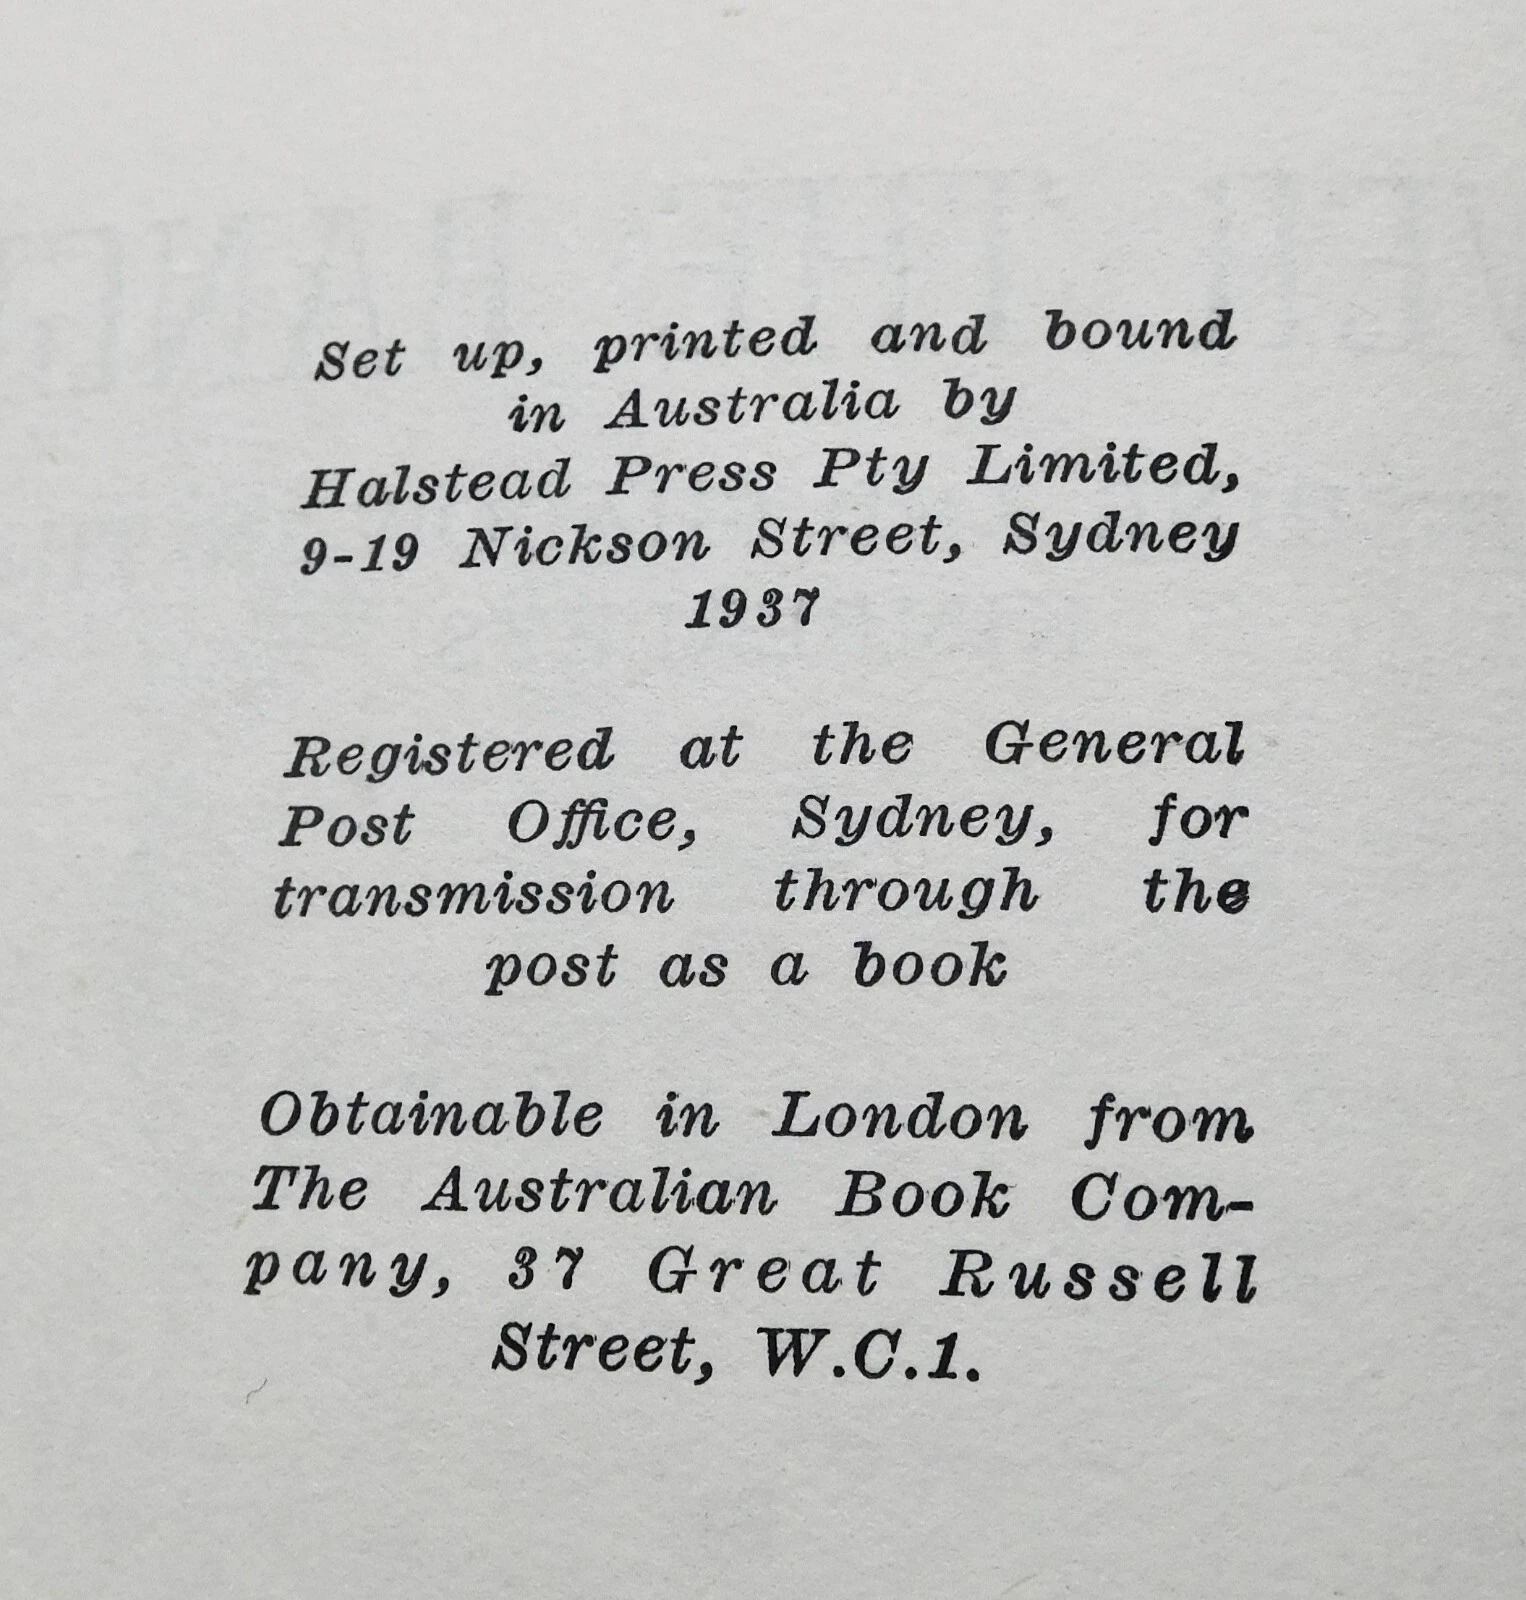 Set up, printed and bound
in Australia by
Halstead Press Pty Limited,
9-19 Nickson Street, Sydney
1937
Registered at the General
Post Office, Sydney, for
transmission through the
post as a book
Obtainable in London from
The Australian Book Com-
pany, 37 Great Russell
Street, W.C.1.